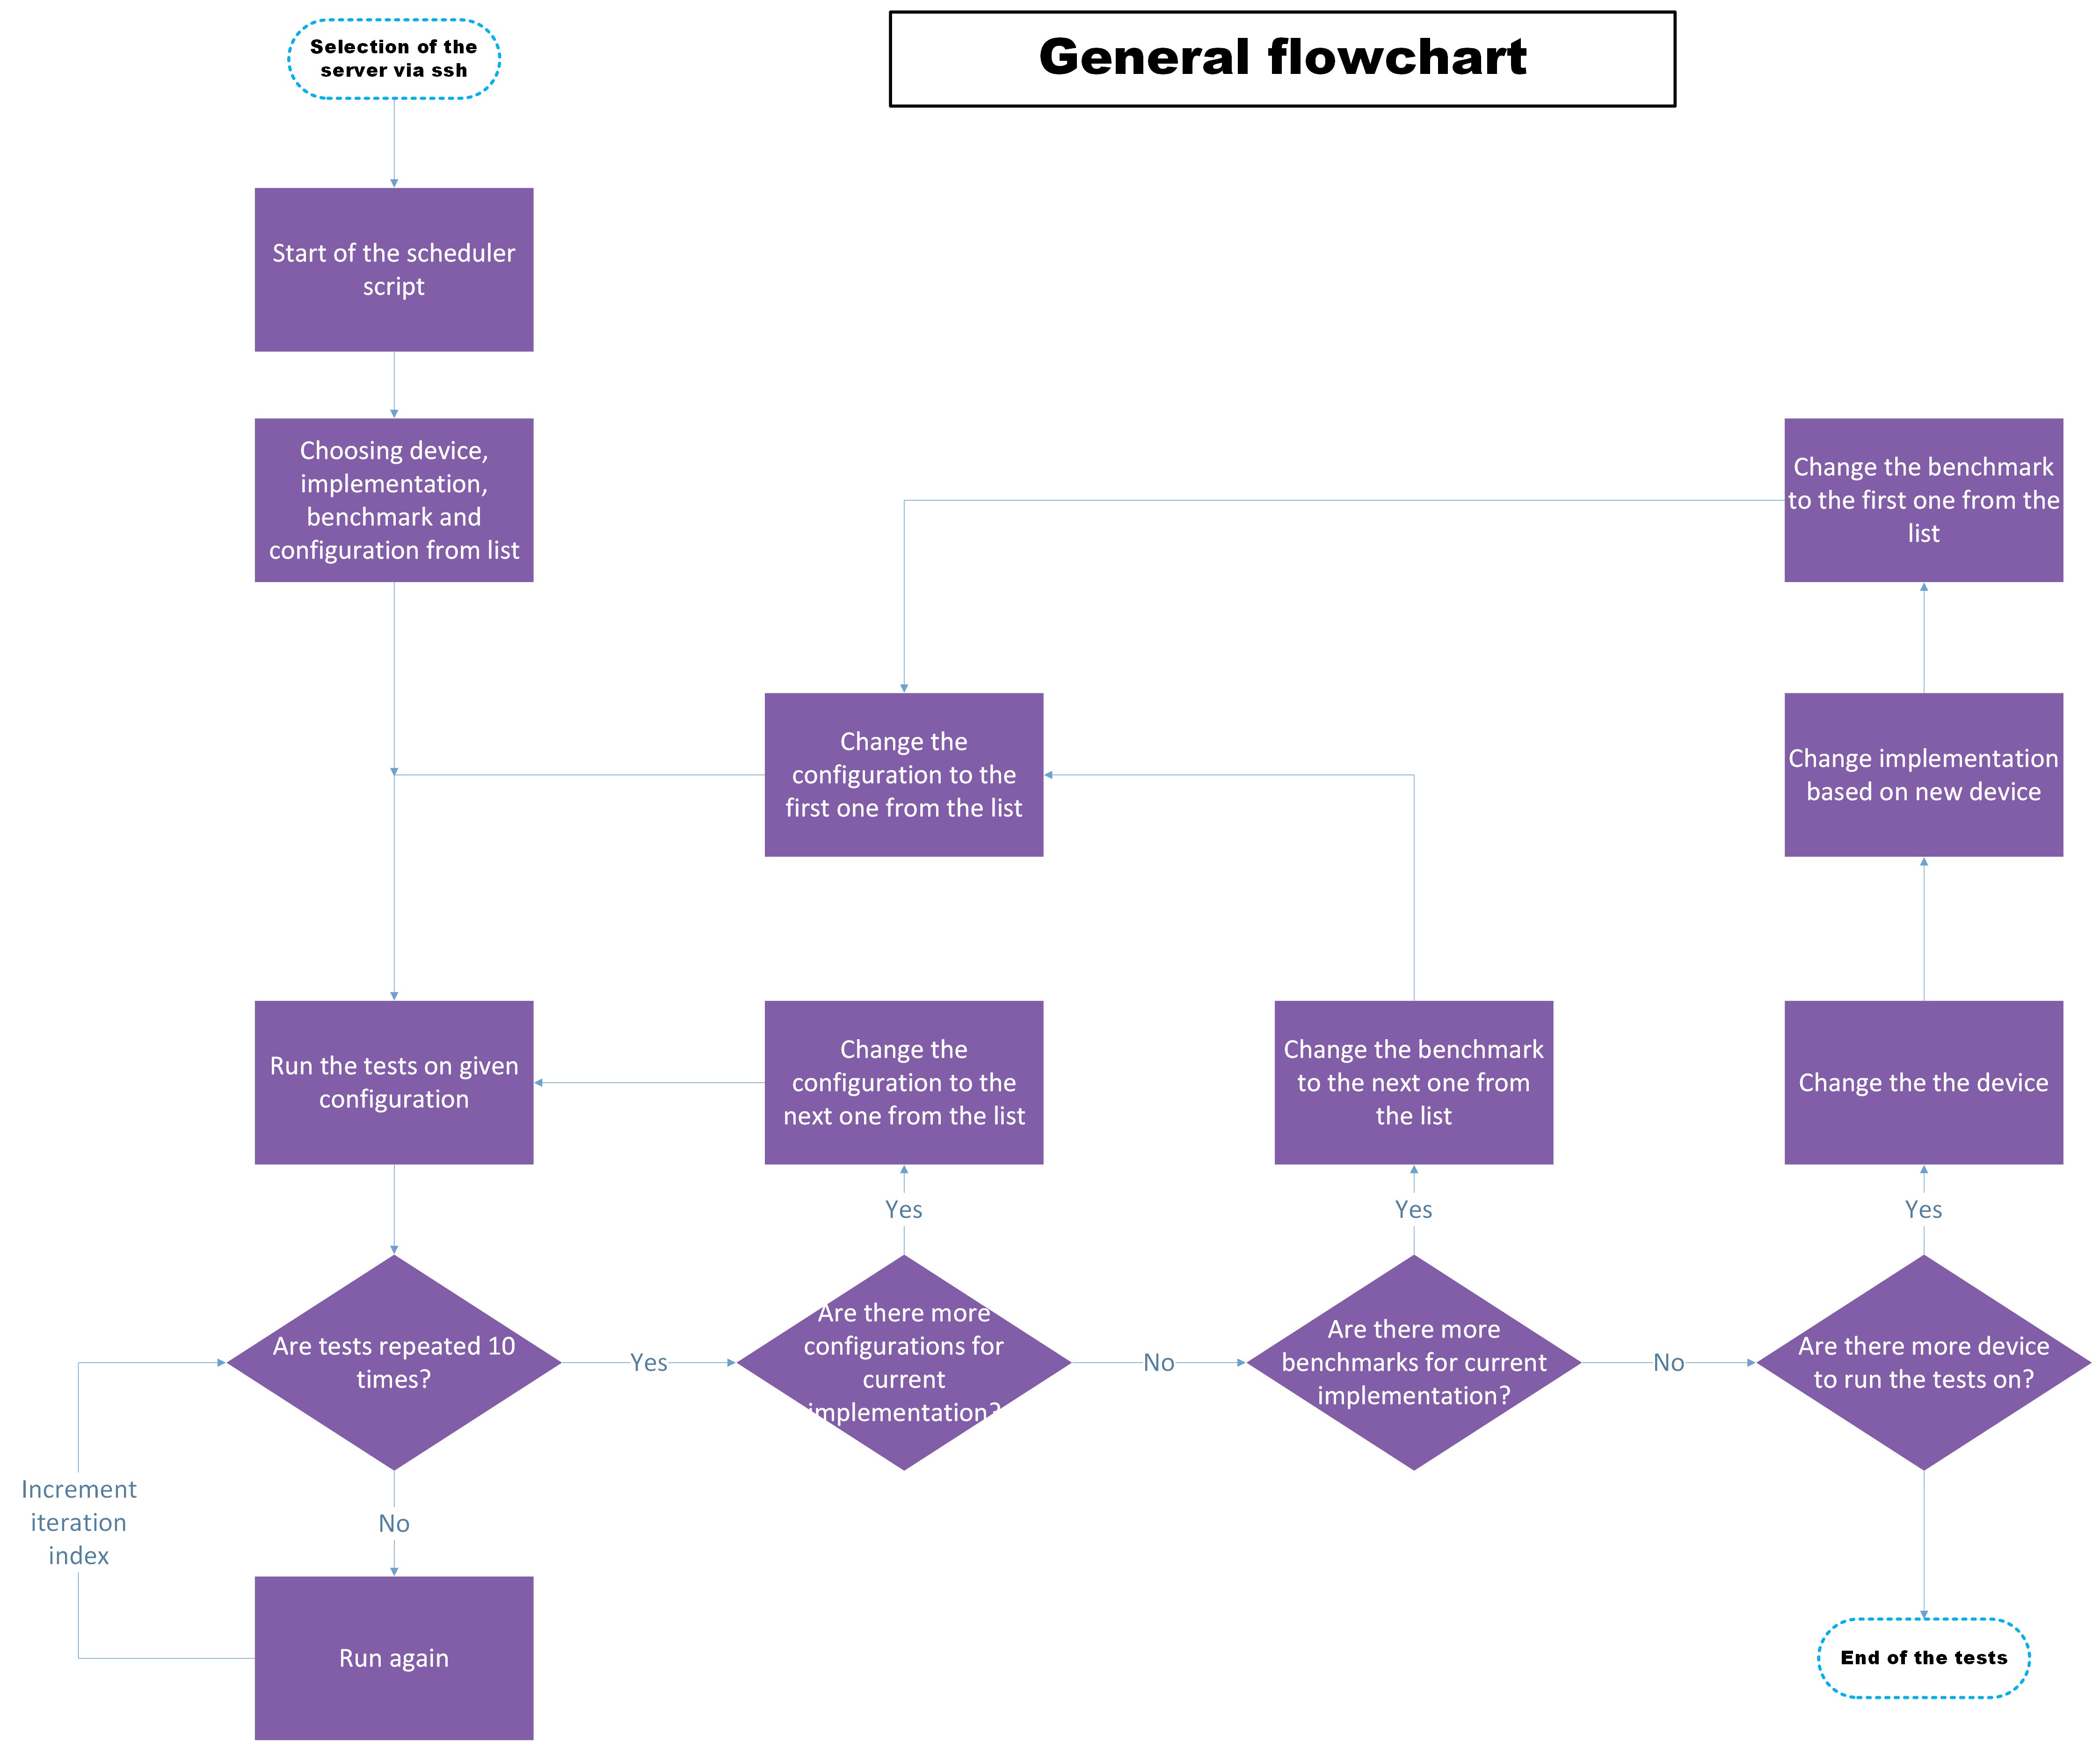 Selection of the
server via ssh
General flowchart
Start of the scheduler
script
Choosing device,
implementation,
benchmark and
configuration from list
Change the benchmark
to the first one from the
list
Change the
configuration to the
first one from the list
Change implementation
based on new device
Run the tests on given
configuration
Change the
configuration to the
next one from the list
Change the benchmark
to the next one from
the list
Change the the device
Yes
Yes
Yes
Are tests repeated 10
times?
Yes
Are there more
configurations for
current
implementation?
No
Are there more
benchmarks for current
implementation?
No
Are there more device
to run the tests on?
Increment
iteration
index
No
Run again
End of the tests